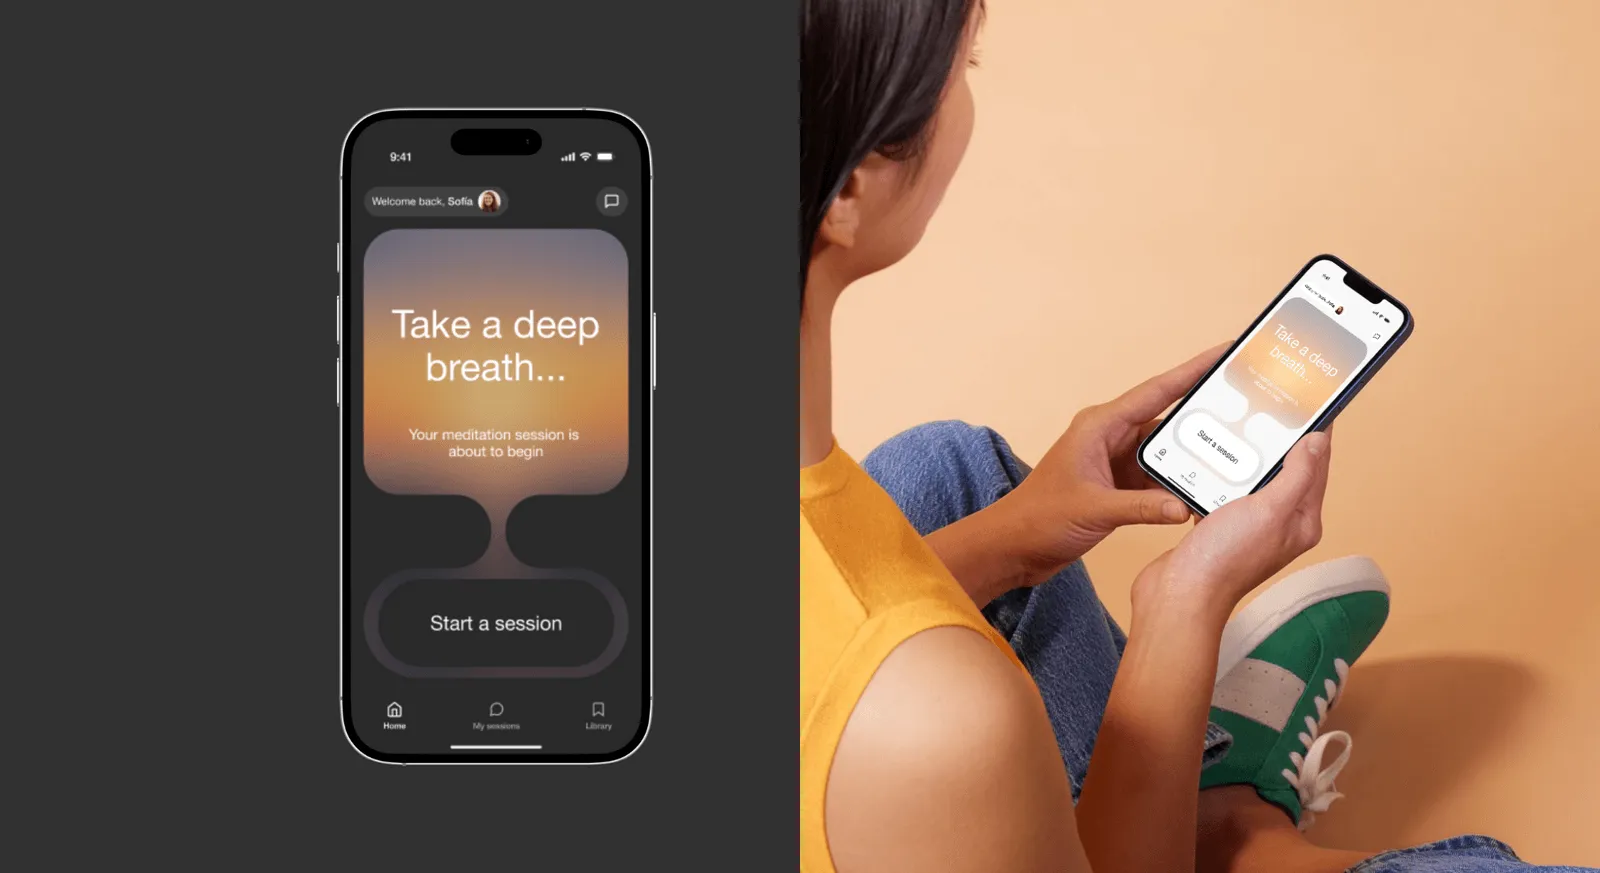 9:41
Welcome back, Sofía
Take a deep
breath...
Your meditation session is
about to begin
Start a session
Home
My sessions
Library
Take a deep
breath...
Start a session